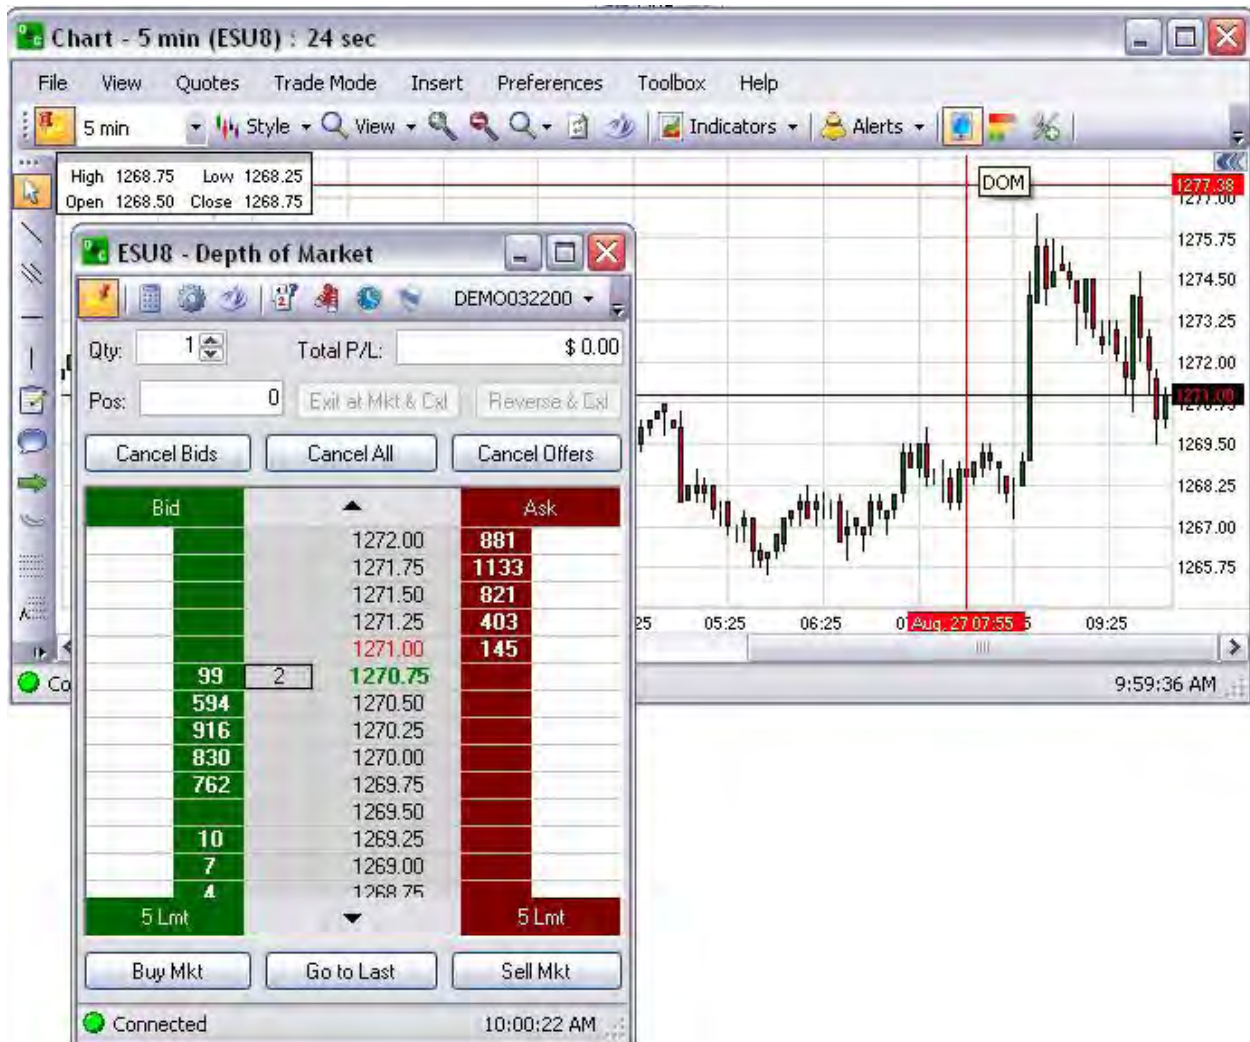 Chart - 5 min (ESU8) : 24 sec
File View Quotes Trade Mode Insert Preferences Toolbox Help
5 min Style View Indicators Alerts
High 1268.75 Low 1268.25
Open 1268.50 Close 1268.75
DOM
1277.38
1277.00
1275.75
1274.50
1273.25
1272.00
1271.00
1270.75
1269.50
1268.25
1267.00
1265.75
25 05:25 06:25 Aug. 27 07:55 5 09:25
9:59:36 AM
ESU8 - Depth of Market
DEMO032200
Qty: 1 Total P/L: $ 0.00
Pos: 0 Exit at Mkt & Cxl Reverse & Cxl
Cancel Bids Cancel All Cancel Offers
Bid Ask
1272.00 881
1271.75 1133
1271.50 821
1271.25 403
1271.00 145
99 2 1270.75
594 1270.50
916 1270.25
830 1270.00
762 1269.75
1269.50
10 1269.25
7 1269.00
4 1268.75
5 Lmt 5 Lmt
Buy Mkt Go to Last Sell Mkt
Connected 10:00:22 AM